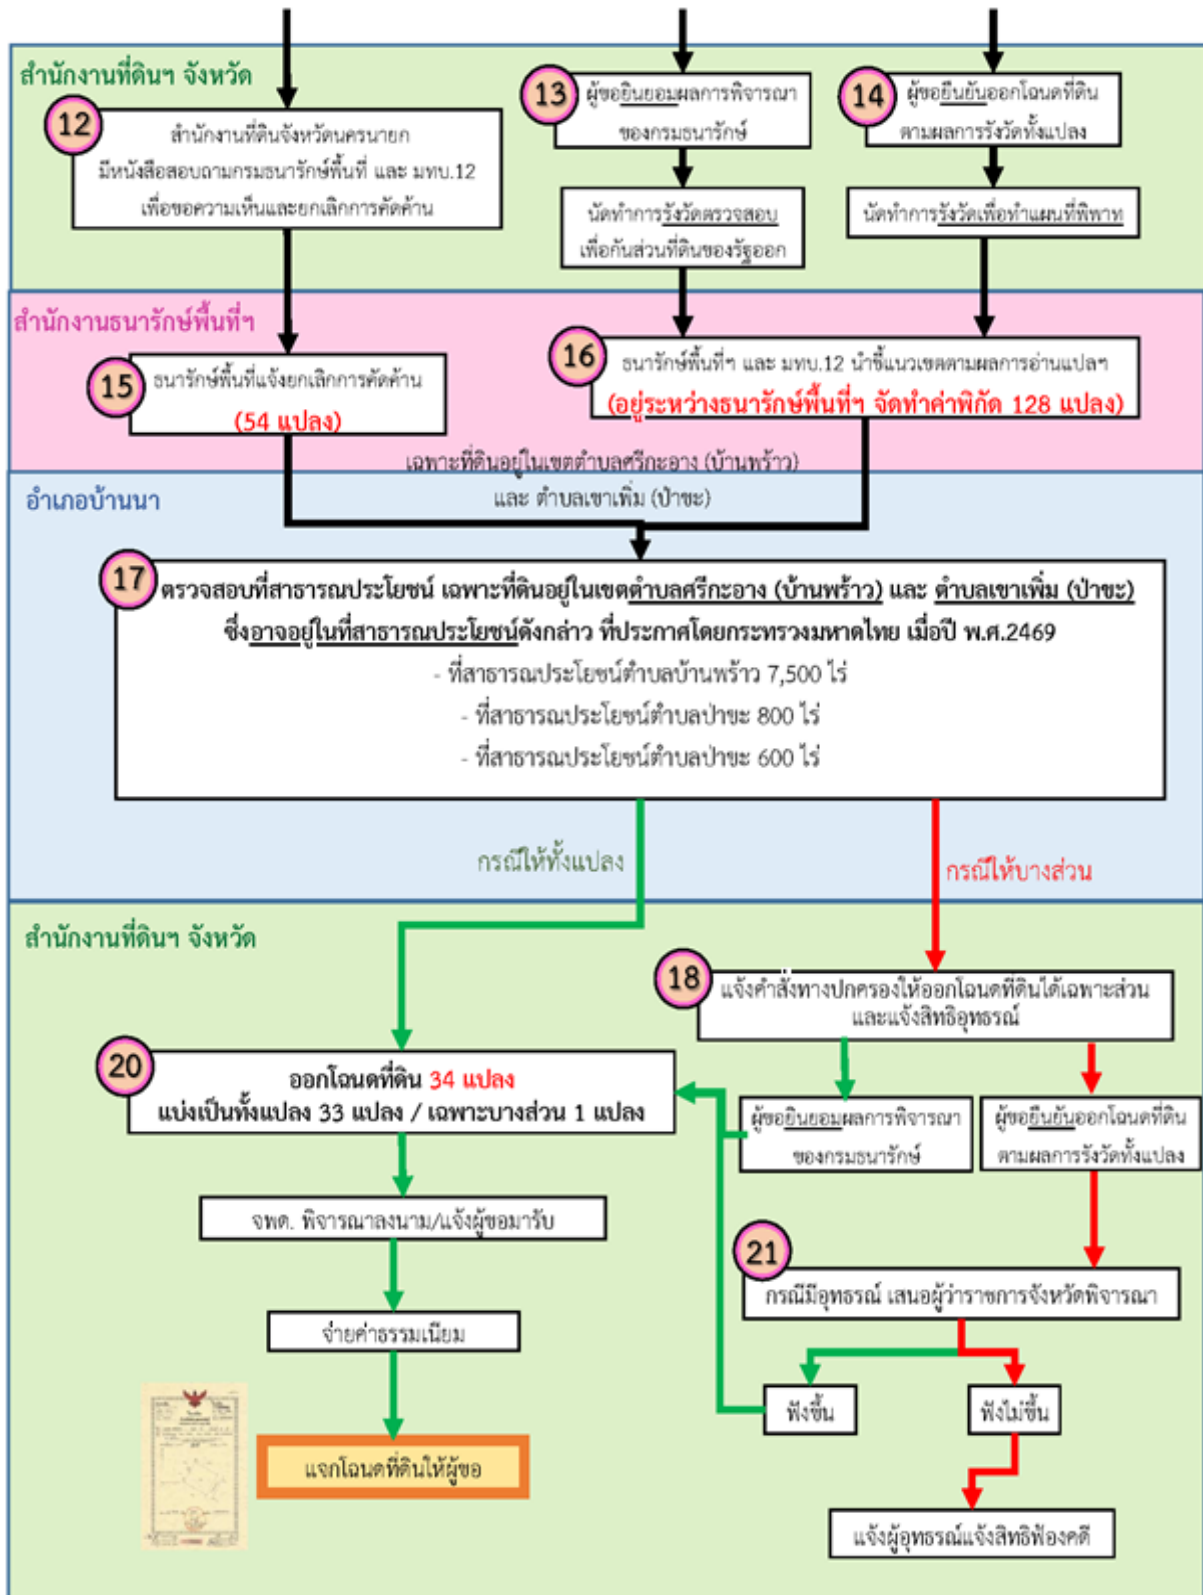 สำนักงานที่ดินฯ จังหวัด
12
สำนักงานที่ดินจังหวัดนครนายก
มีหนังสือสอบถามกรมธนารักษ์พื้นที่ และ มทบ.12
เพื่อขอความเห็นและยกเลิกการคัดค้าน
13
ผู้ขอยินยอมผลการพิจารณา
ของกรมธนารักษ์
14
ผู้ขอยืนยันออกโฉนดที่ดิน
ตามผลการรังวัดทั้งแปลง
นัดทำการรังวัดตรวจสอบ
เพื่อกันส่วนที่ดินของรัฐออก
นัดทำการรังวัดเพื่อทำแผนที่พิพาท
สำนักงานธนารักษ์พื้นที่ฯ
15
ธนารักษ์พื้นที่แจ้งยกเลิกการคัดค้าน
(54 แปลง)
16
ธนารักษ์พื้นที่ฯ และ มทบ.12 นำชี้แนวเขตตามผลการอ่านแปลฯ
(อยู่ระหว่างธนารักษ์พื้นที่ฯ จัดทำค่าพิกัด 128 แปลง)
เฉพาะที่ดินอยู่ในเขตตำบลศรีกะอาง (บ้านพร้าว)
และ ตำบลเขาเพิ่ม (ป่าขะ)
อำเภอบ้านนา
17
ตรวจสอบที่สาธารณประโยชน์ เฉพาะที่ดินอยู่ในเขตตำบลศรีกะอาง (บ้านพร้าว) และ ตำบลเขาเพิ่ม (ป่าขะ)
ซึ่งอาจอยู่ในที่สาธารณประโยชน์ดังกล่าว ที่ประกาศโดยกระทรวงมหาดไทย เมื่อปี พ.ศ.2469
- ที่สาธารณประโยชน์ตำบลบ้านพร้าว 7,500 ไร่
- ที่สาธารณประโยชน์ตำบลป่าขะ 800 ไร่
- ที่สาธารณประโยชน์ตำบลป่าขะ 600 ไร่
กรณีให้ทั้งแปลง
กรณีให้บางส่วน
สำนักงานที่ดินฯ จังหวัด
18
แจ้งคำสั่งทางปกครองให้ออกโฉนดที่ดินได้เฉพาะส่วน
และแจ้งสิทธิอุทธรณ์
20
ออกโฉนดที่ดิน 34 แปลง
แบ่งเป็นทั้งแปลง 33 แปลง / เฉพาะบางส่วน 1 แปลง
ผู้ขอยินยอมผลการพิจารณา
ของกรมธนารักษ์
ผู้ขอยืนยันออกโฉนดที่ดิน
ตามผลการรังวัดทั้งแปลง
จพด. พิจารณาลงนาม/แจ้งผู้ขอมารับ
21
กรณีมีอุทธรณ์ เสนอผู้ว่าราชการจังหวัดพิจารณา
จ่ายค่าธรรมเนียม
ฟังขึ้น
ฟังไม่ขึ้น
แจกโฉนดที่ดินให้ผู้ขอ
แจ้งผู้อุทธรณ์แจ้งสิทธิฟ้องคดี